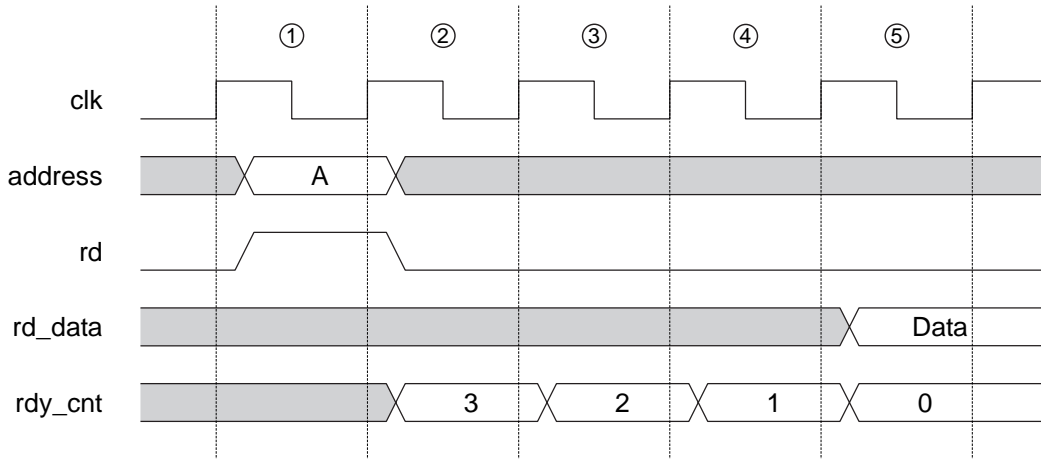 ① ② ③ ④ ⑤
clk
address A
rd
rd_data Data
rdy_cnt 3 2 1 0